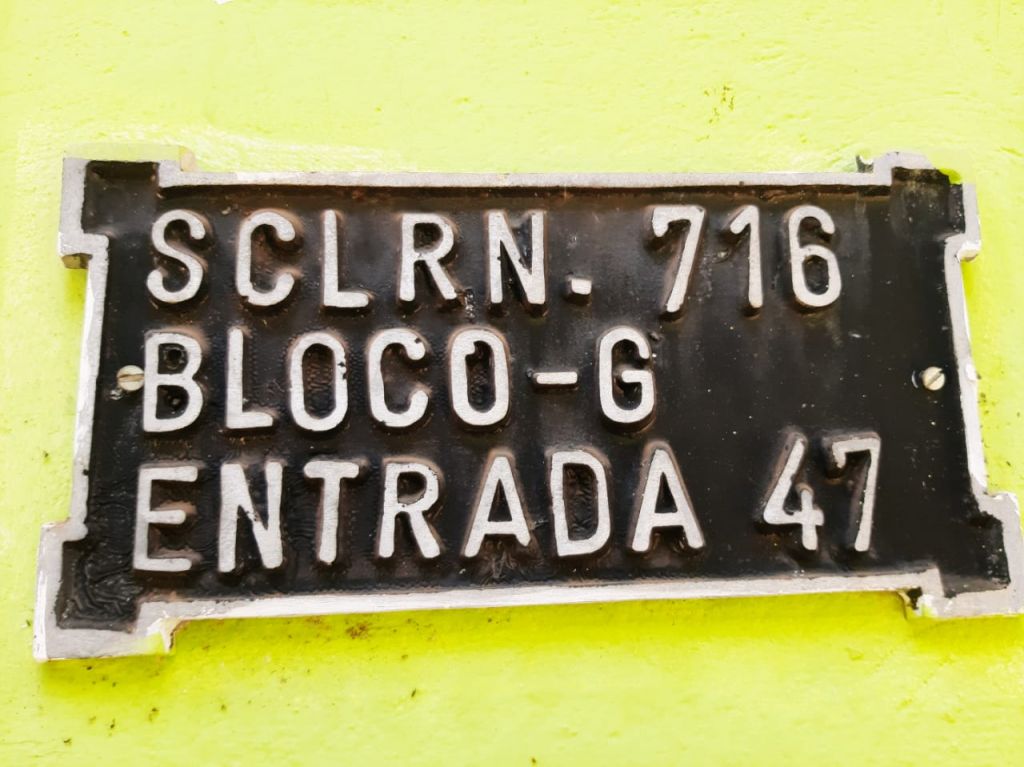 SCLRN. 716
BLOCO-G
ENTRADA 47